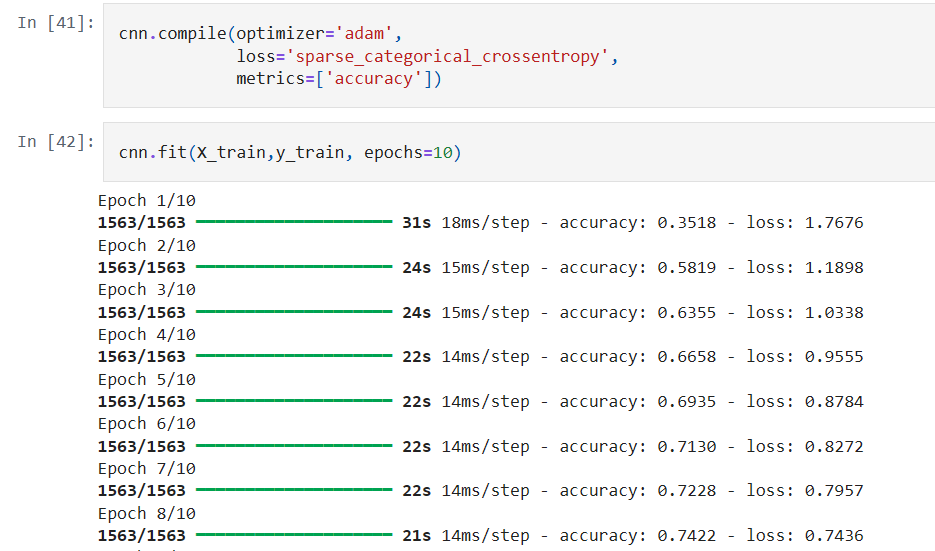 In [41]:
cnn.compile(optimizer='adam',
loss='sparse_categorical_crossentropy',
metrics=['accuracy'])
In [42]:
cnn.fit(X_train,y_train, epochs=10)
Epoch 1/10
1563/1563 31s 18ms/step - accuracy: 0.3518 - loss: 1.7676
Epoch 2/10
1563/1563 24s 15ms/step - accuracy: 0.5819 - loss: 1.1898
Epoch 3/10
1563/1563 24s 15ms/step - accuracy: 0.6355 - loss: 1.0338
Epoch 4/10
1563/1563 22s 14ms/step - accuracy: 0.6658 - loss: 0.9555
Epoch 5/10
1563/1563 22s 14ms/step - accuracy: 0.6935 - loss: 0.8784
Epoch 6/10
1563/1563 22s 14ms/step - accuracy: 0.7130 - loss: 0.8272
Epoch 7/10
1563/1563 22s 14ms/step - accuracy: 0.7228 - loss: 0.7957
Epoch 8/10
1563/1563 21s 14ms/step - accuracy: 0.7422 - loss: 0.7436